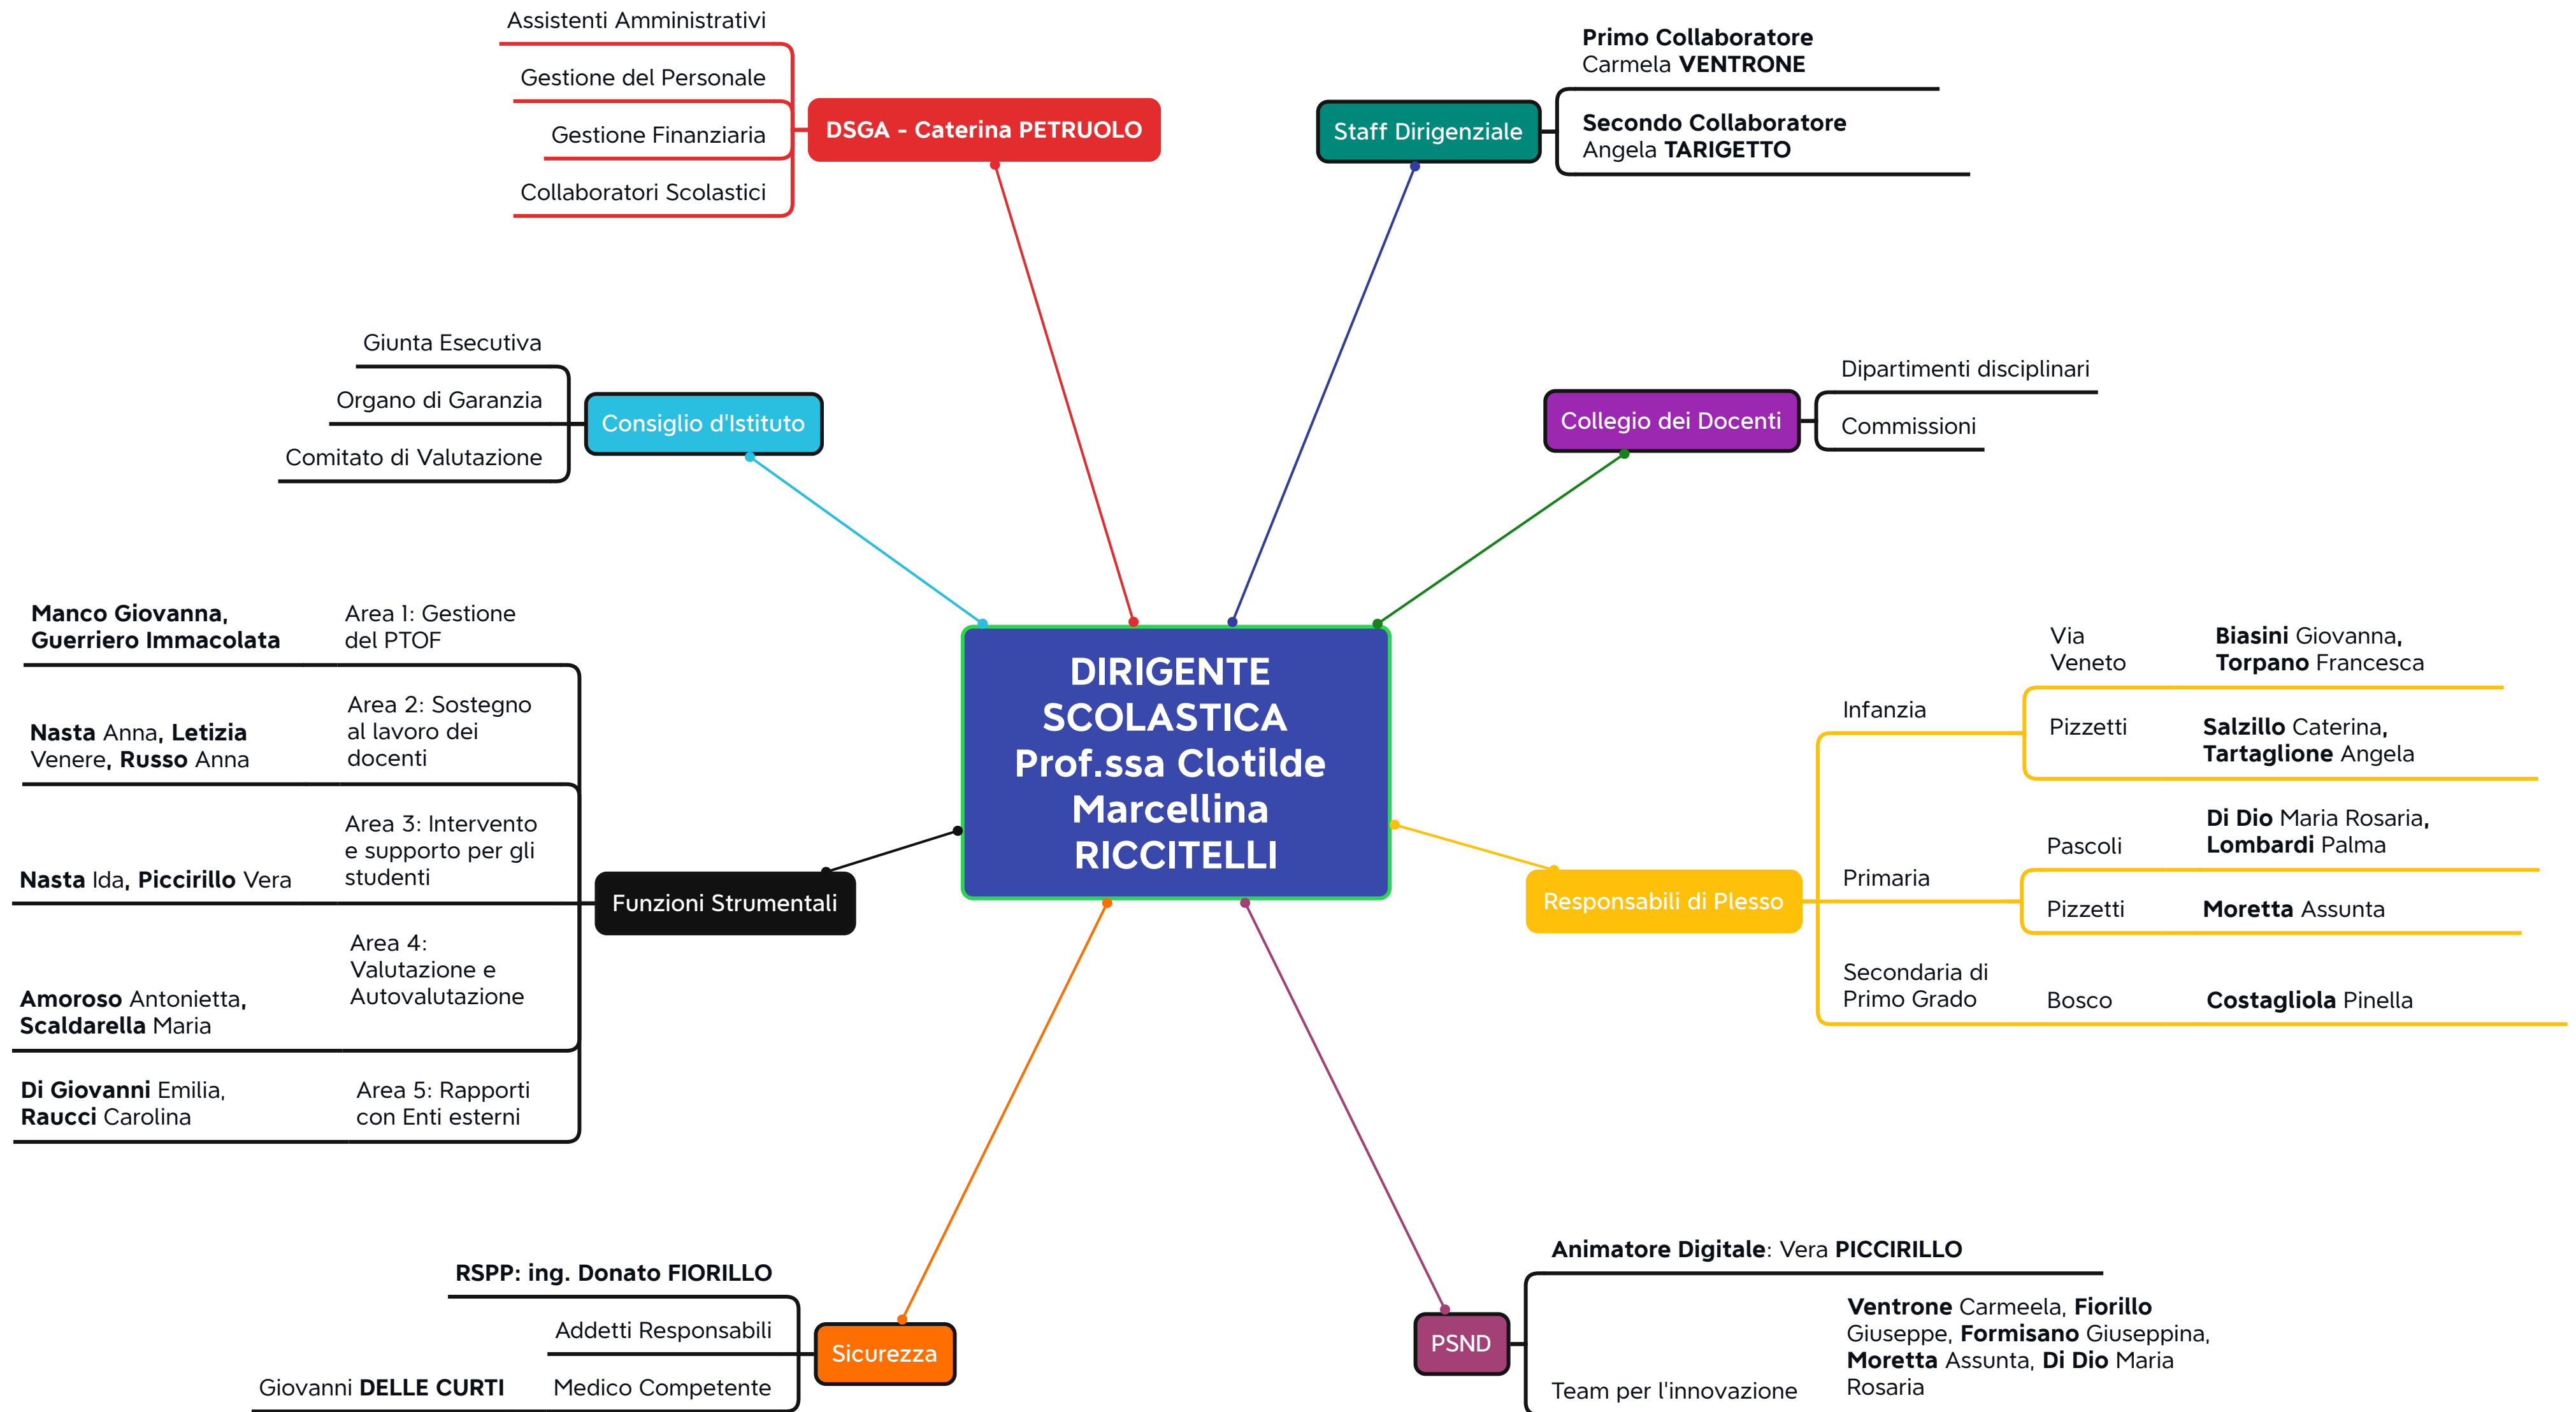 Assistenti Amministrativi
Gestione del Personale
Gestione Finanziaria
Collaboratori Scolastici
DSGA - Caterina PETRUOLO
Staff Dirigenziale
Primo Collaboratore
Carmela VENTRONE
Secondo Collaboratore
Angela TARIGETTO
Giunta Esecutiva
Organo di Garanzia
Comitato di Valutazione
Consiglio d'Istituto
Collegio dei Docenti
Dipartimenti disciplinari
Commissioni
DIRIGENTE
SCOLASTICA
Prof.ssa Clotilde
Marcellina
RICCITELLI
Manco Giovanna,
Guerriero Immacolata
Area 1: Gestione
del PTOF
Nasta Anna, Letizia
Venere, Russo Anna
Area 2: Sostegno
al lavoro dei
docenti
Nasta Ida, Piccirillo Vera
Area 3: Intervento
e supporto per gli
studenti
Amoroso Antonietta,
Scaldarella Maria
Area 4:
Valutazione e
Autovalutazione
Di Giovanni Emilia,
Raucci Carolina
Area 5: Rapporti
con Enti esterni
Funzioni Strumentali
Responsabili di Plesso
Infanzia
Via
Veneto
Biasini Giovanna,
Torpano Francesca
Pizzetti
Salzillo Caterina,
Tartaglione Angela
Primaria
Pascoli
Di Dio Maria Rosaria,
Lombardi Palma
Pizzetti
Moretta Assunta
Secondaria di
Primo Grado
Bosco
Costagliola Pinella
RSPP: ing. Donato FIORILLO
Addetti Responsabili
Giovanni DELLE CURTI
Medico Competente
Sicurezza
PSND
Animatore Digitale: Vera PICCIRILLO
Team per l'innovazione
Ventrone Carmeela, Fiorillo
Giuseppe, Formisano Giuseppina,
Moretta Assunta, Di Dio Maria
Rosaria